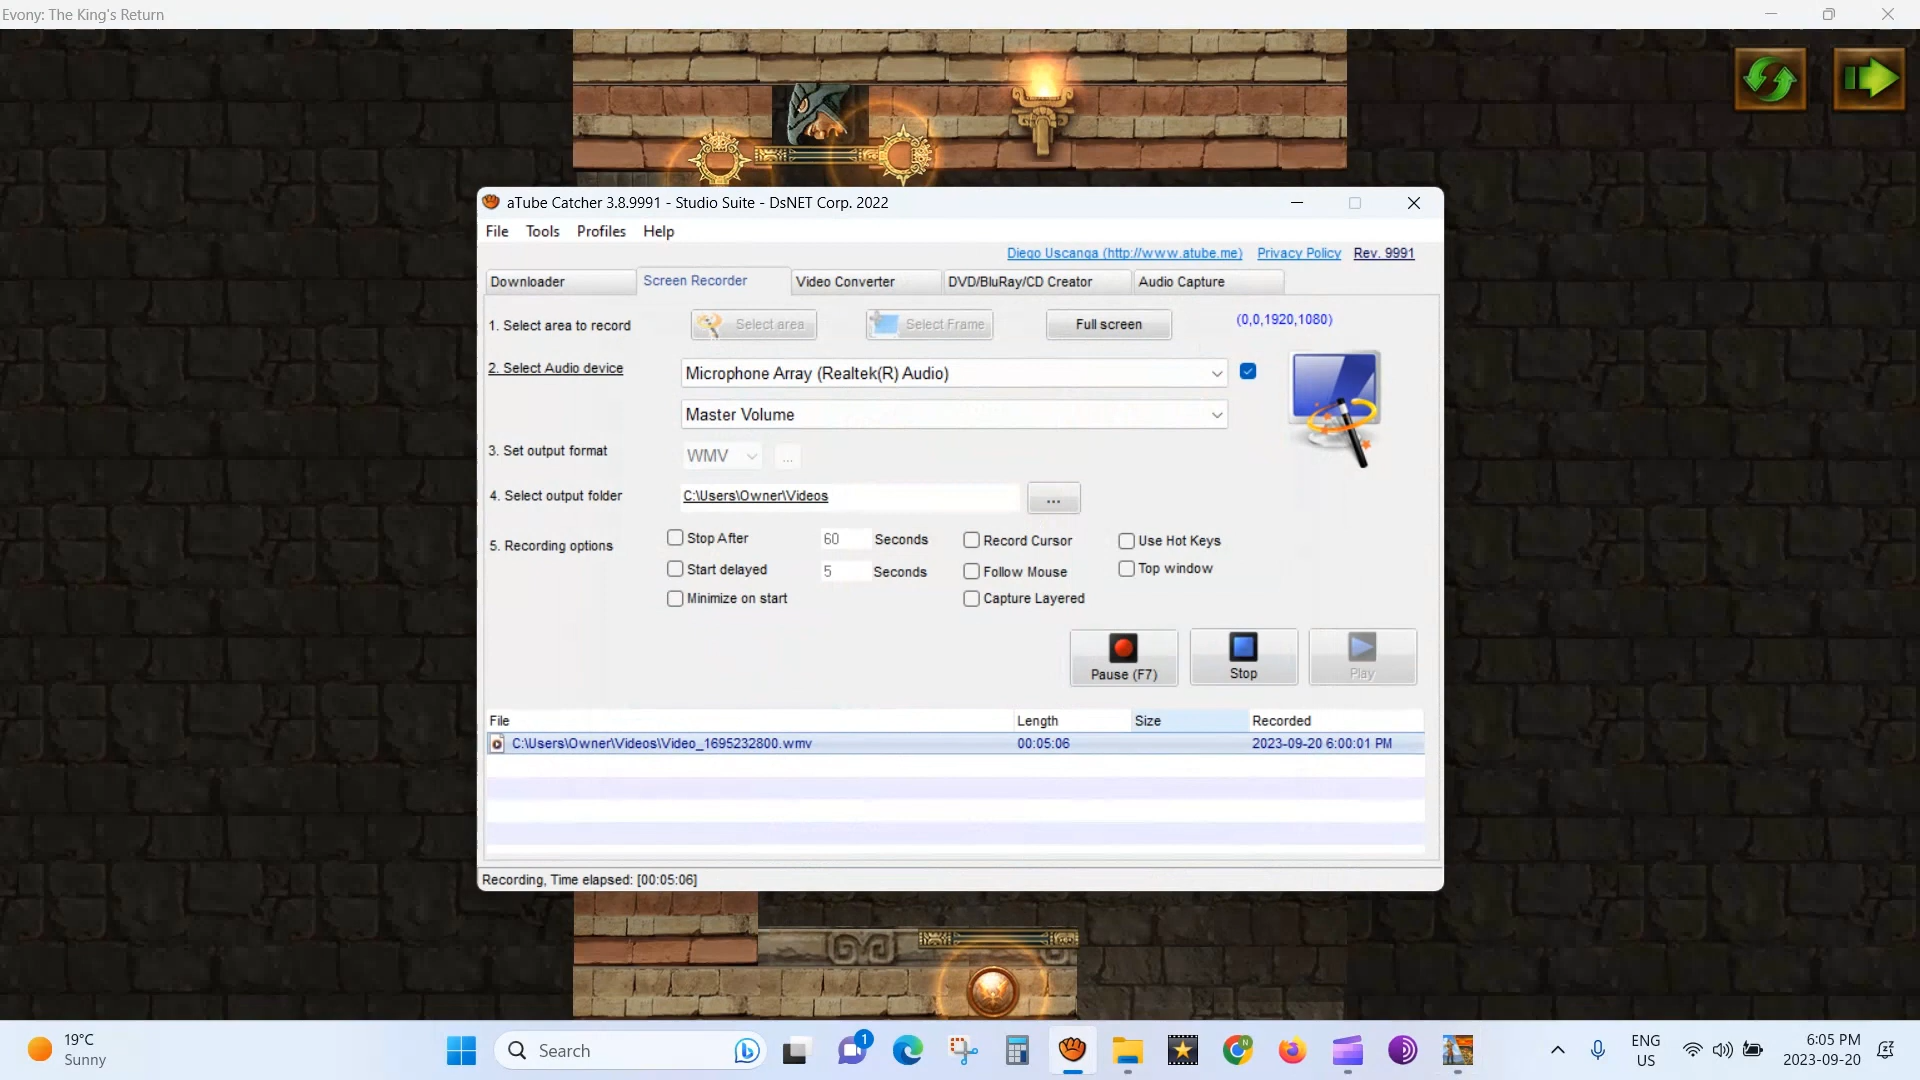 Evony: The King's Return
aTube Catcher 3.8.9991 - Studio Suite - DsNET Corp. 2022
File Tools Profiles Help
Diego Uscanga (http://www.atube.me) Privacy Policy Rev. 9991
Downloader Screen Recorder Video Converter DVD/BluRay/CD Creator Audio Capture
1. Select area to record Select area Select Frame Full screen (0,0,1920,1080)
2. Select Audio device Microphone Array (Realtek(R) Audio)
Master Volume
3. Set output format WMV ...
4. Select output folder C:\Users\Owner\Videos ...
5. Recording options
Stop After 60 Seconds Record Cursor Use Hot Keys
Start delayed 5 Seconds Follow Mouse Top window
Minimize on start Capture Layered
Pause (F7) Stop Play
File Length Size Recorded
C:\Users\Owner\Videos\Video_1695232800.wmv 00:05:06 2023-09-20 6:00:01 PM
Recording, Time elapsed: [00:05:06]
19°C
Sunny
Search
1
N
ENG
US
6:05 PM
2023-09-20